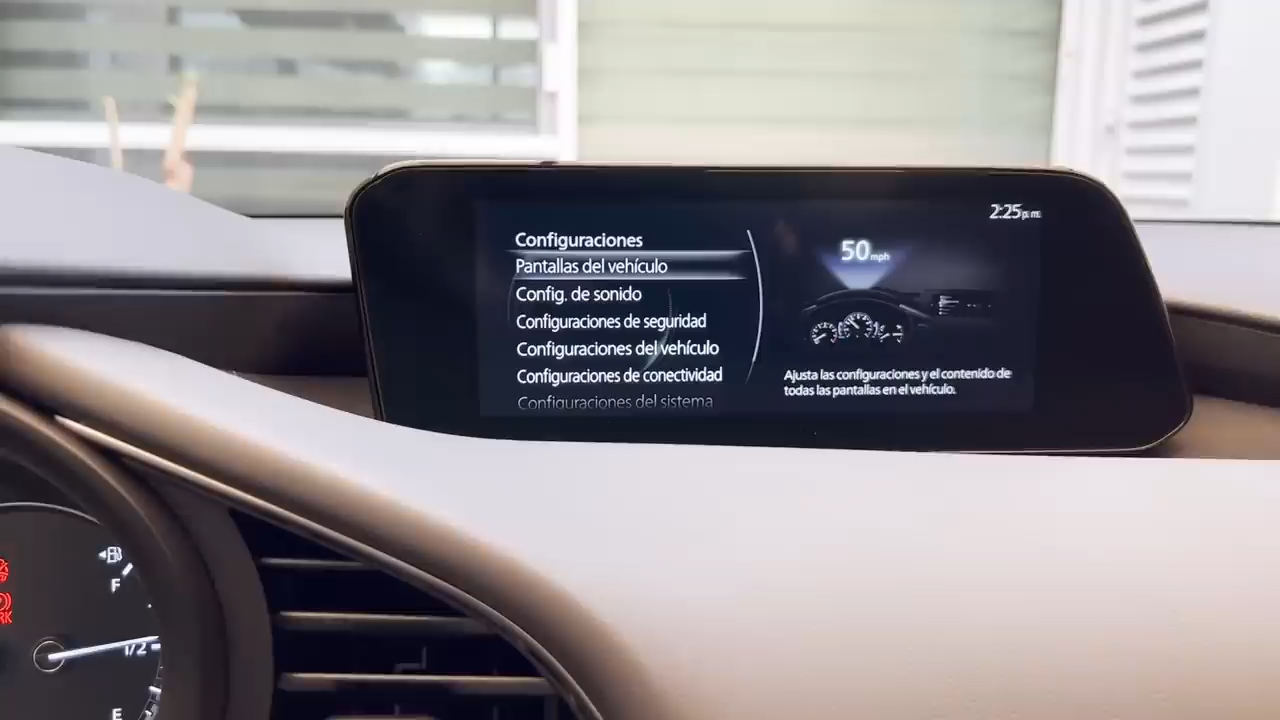 2:25 p.m.
Configuraciones
Pantallas del vehículo
Config. de sonido
Configuraciones de seguridad
Configuraciones del vehículo
Configuraciones de conectividad
Configuraciones del sistema
50 mph
Ajusta las configuraciones y el contenido de
todas las pantallas en el vehículo.
F
1/2
E